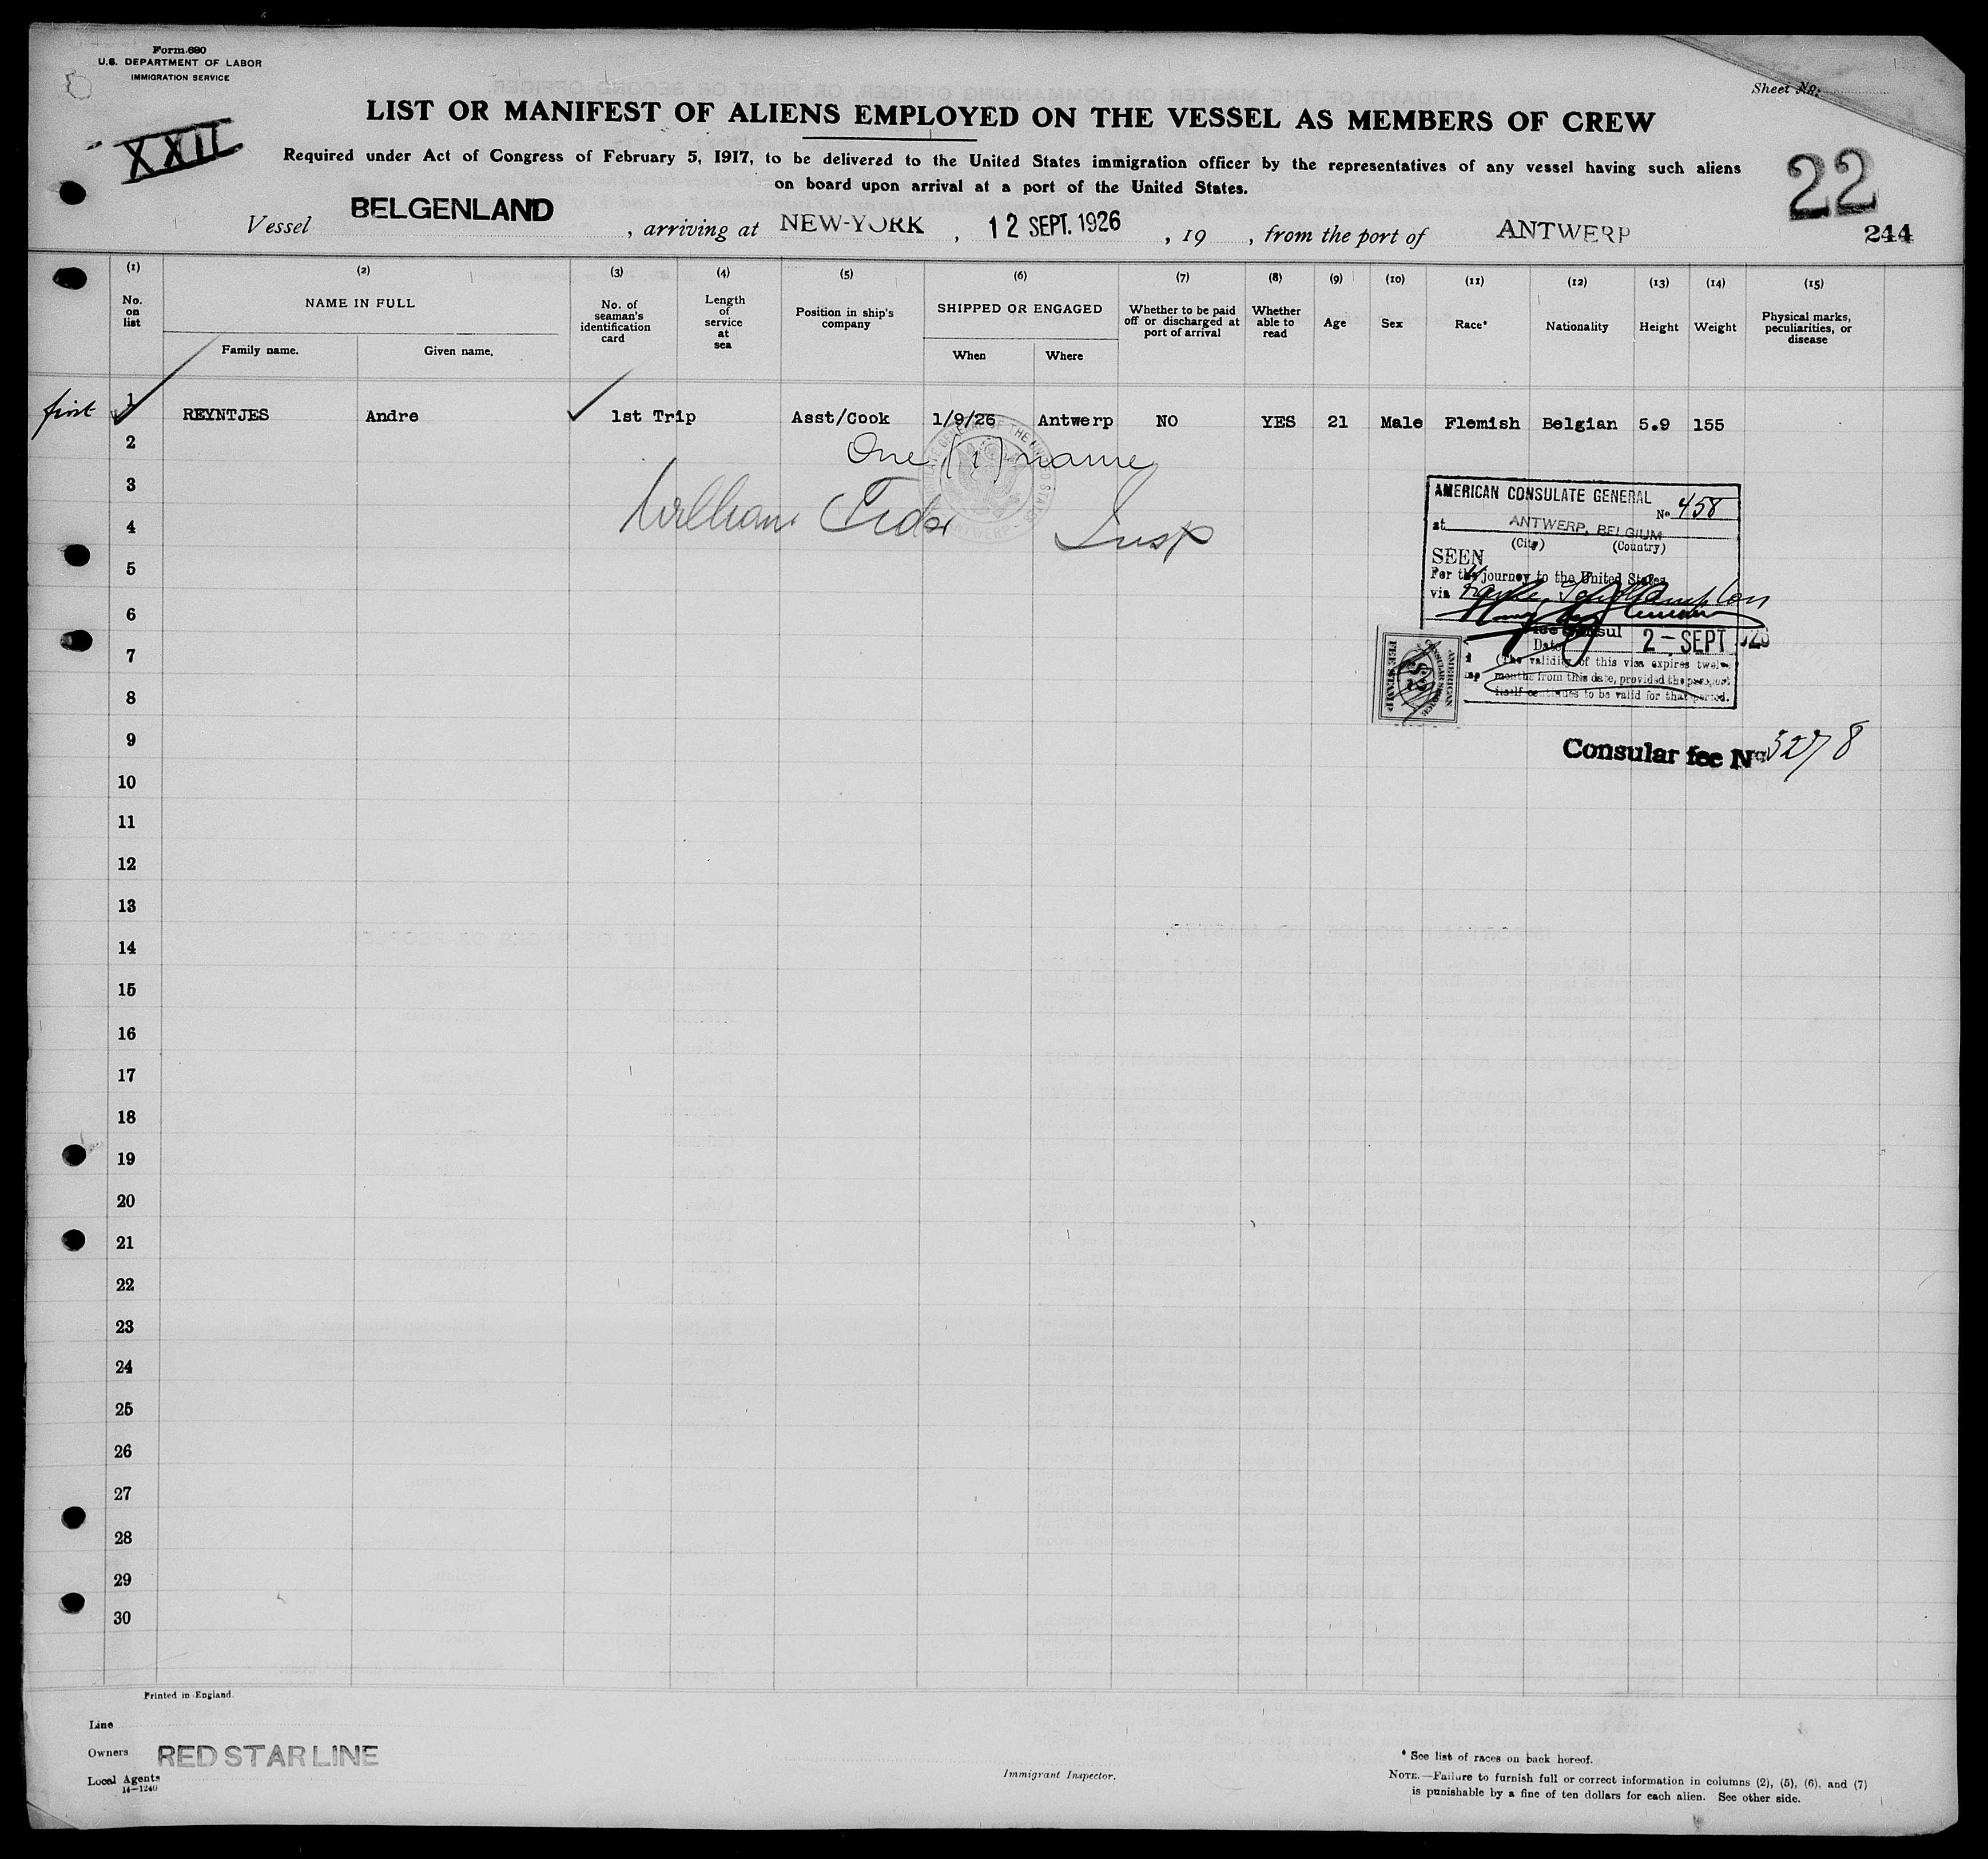 Form 680
U.S. DEPARTMENT OF LABOR
IMMIGRATION SERVICE
Sheet No.
LIST OR MANIFEST OF ALIENS EMPLOYED ON THE VESSEL AS MEMBERS OF CREW
XXII
Required under Act of Congress of February 5, 1917, to be delivered to the United States immigration officer by the representatives of any vessel having such aliens
on board upon arrival at a port of the United States.
22
Vessel BELGENLAND, arriving at NEW-YORK, 12 SEPT. 1926, 19, from the port of ANTWERP
244
(1) (2) (3) (4) (5) (6) (7) (8) (9) (10) (11) (12) (13) (14) (15)
No. on list
NAME IN FULL
Family name. Given name.
No. of seaman's identification card
Length of service at sea
Position in ship's company
SHIPPED OR ENGAGED
When Where
Whether to be paid off or discharged at port of arrival
Whether able to read
Age
Sex
Race*
Nationality
Height
Weight
Physical marks, peculiarities, or disease
first 1 REYNTJES Andre 1st Trip Asst/Cook 1/9/26 Antwerp NO YES 21 Male Flemish Belgian 5.9 155
2 One (1) name
3
4 William Insp
5
6
7
8
9
10
11
12
13
14
15
16
17
18
19
20
21
22
23
24
25
26
27
28
29
30
AMERICAN CONSULATE GENERAL
No 458
at ANTWERP, BELGIUM
(City) (Country)
SEEN
For the journey to the United States
via Southampton
Vice Consul
Date 2 - SEPT 1926
(The validity of this visa expires twelve
months from this date, provided the passport
itself continues to be valid for that period.
AMERICAN
CONSULAR SERVICE
$2
FEE STAMP
Consular fee No 5278
Printed in England.
Line
Owners RED STAR LINE
Local Agents
14-1240
Immigrant Inspector.
* See list of races on back hereof.
NOTE.—Failure to furnish full or correct information in columns (2), (5), (6), and (7)
is punishable by a fine of ten dollars for each alien. See other side.